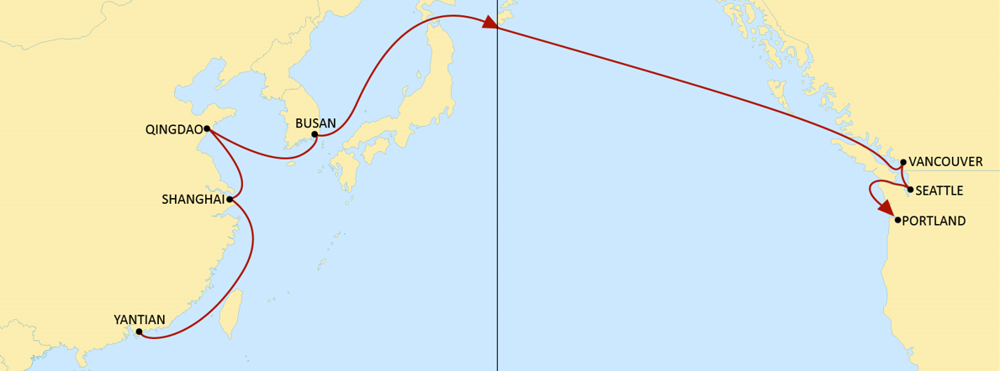 BUSAN
QINGDAO
VANCOUVER
SEATTLE
SHANGHAI
PORTLAND
YANTIAN